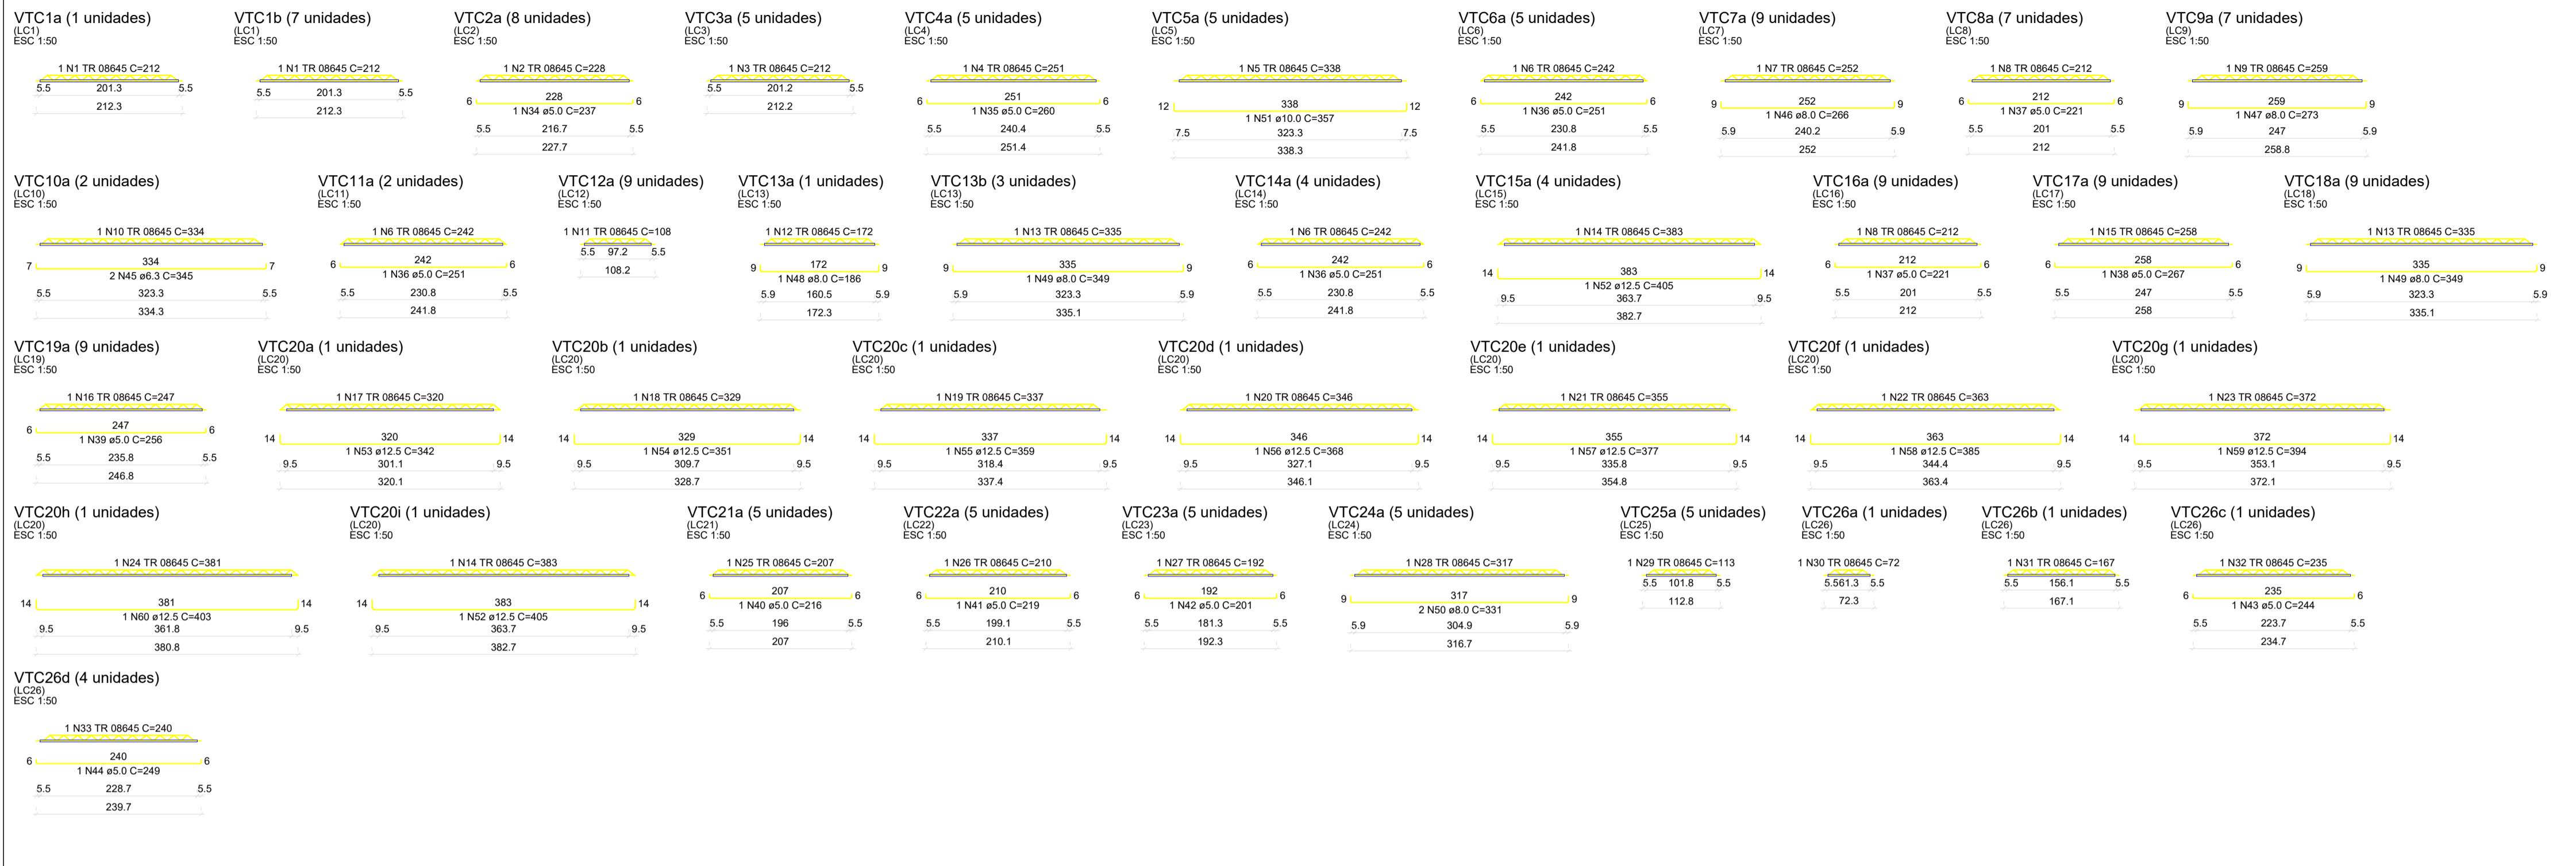 VTC1a (1 unidades)
(LC1)
ESC 1:50
1 N1 TR 08645 C=212
5.5 201.3 5.5
212.3
VTC1b (7 unidades)
(LC1)
ESC 1:50
1 N1 TR 08645 C=212
5.5 201.3 5.5
212.3
VTC2a (8 unidades)
(LC2)
ESC 1:50
1 N2 TR 08645 C=228
6 228 6
1 N34 ø5.0 C=237
5.5 216.7 5.5
227.7
VTC3a (5 unidades)
(LC3)
ESC 1:50
1 N3 TR 08645 C=212
5.5 201.2 5.5
212.2
VTC4a (5 unidades)
(LC4)
ESC 1:50
1 N4 TR 08645 C=251
6 251 6
1 N35 ø5.0 C=260
5.5 240.4 5.5
251.4
VTC5a (5 unidades)
(LC5)
ESC 1:50
1 N5 TR 08645 C=338
12 338 12
1 N51 ø10.0 C=357
7.5 323.3 7.5
338.3
VTC6a (5 unidades)
(LC6)
ESC 1:50
1 N6 TR 08645 C=242
6 242 6
1 N36 ø5.0 C=251
5.5 230.8 5.5
241.8
VTC7a (9 unidades)
(LC7)
ESC 1:50
1 N7 TR 08645 C=252
9 252 9
1 N46 ø8.0 C=266
5.9 240.2 5.9
252
VTC8a (7 unidades)
(LC8)
ESC 1:50
1 N8 TR 08645 C=212
6 212 6
1 N37 ø5.0 C=221
5.5 201 5.5
212
VTC9a (7 unidades)
(LC9)
ESC 1:50
1 N9 TR 08645 C=259
9 259 9
1 N47 ø8.0 C=273
5.9 247 5.9
258.8
VTC10a (2 unidades)
(LC10)
ESC 1:50
1 N10 TR 08645 C=334
7 334 7
2 N45 ø6.3 C=345
5.5 323.3 5.5
334.3
VTC11a (2 unidades)
(LC11)
ESC 1:50
1 N6 TR 08645 C=242
6 242 6
1 N36 ø5.0 C=251
5.5 230.8 5.5
241.8
VTC12a (9 unidades)
(LC12)
ESC 1:50
1 N11 TR 08645 C=108
5.5 97.2 5.5
108.2
VTC13a (1 unidades)
(LC13)
ESC 1:50
1 N12 TR 08645 C=172
9 172 9
1 N48 ø8.0 C=186
5.9 160.5 5.9
172.3
VTC13b (3 unidades)
(LC13)
ESC 1:50
1 N13 TR 08645 C=335
9 335 9
1 N49 ø8.0 C=349
5.9 323.3 5.9
335.1
VTC14a (4 unidades)
(LC14)
ESC 1:50
1 N6 TR 08645 C=242
6 242 6
1 N36 ø5.0 C=251
5.5 230.8 5.5
241.8
VTC15a (4 unidades)
(LC15)
ESC 1:50
1 N14 TR 08645 C=383
14 383 14
1 N52 ø12.5 C=405
9.5 363.7 9.5
382.7
VTC16a (9 unidades)
(LC16)
ESC 1:50
1 N8 TR 08645 C=212
6 212 6
1 N37 ø5.0 C=221
5.5 201 5.5
212
VTC17a (9 unidades)
(LC17)
ESC 1:50
1 N15 TR 08645 C=258
6 258 6
1 N38 ø5.0 C=267
5.5 247 5.5
258
VTC18a (9 unidades)
(LC18)
ESC 1:50
1 N13 TR 08645 C=335
9 335 9
1 N49 ø8.0 C=349
5.9 323.3 5.9
335.1
VTC19a (9 unidades)
(LC19)
ESC 1:50
1 N16 TR 08645 C=247
6 247 6
1 N39 ø5.0 C=256
5.5 235.8 5.5
246.8
VTC20a (1 unidades)
(LC20)
ESC 1:50
1 N17 TR 08645 C=320
14 320 14
1 N53 ø12.5 C=342
9.5 301.1 9.5
320.1
VTC20b (1 unidades)
(LC20)
ESC 1:50
1 N18 TR 08645 C=329
14 329 14
1 N54 ø12.5 C=351
9.5 309.7 9.5
328.7
VTC20c (1 unidades)
(LC20)
ESC 1:50
1 N19 TR 08645 C=337
14 337 14
1 N55 ø12.5 C=359
9.5 318.4 9.5
337.4
VTC20d (1 unidades)
(LC20)
ESC 1:50
1 N20 TR 08645 C=346
14 346 14
1 N56 ø12.5 C=368
9.5 327.1 9.5
346.1
VTC20e (1 unidades)
(LC20)
ESC 1:50
1 N21 TR 08645 C=355
14 355 14
1 N57 ø12.5 C=377
9.5 335.8 9.5
354.8
VTC20f (1 unidades)
(LC20)
ESC 1:50
1 N22 TR 08645 C=363
14 363 14
1 N58 ø12.5 C=385
9.5 344.4 9.5
363.4
VTC20g (1 unidades)
(LC20)
ESC 1:50
1 N23 TR 08645 C=372
14 372 14
1 N59 ø12.5 C=394
9.5 353.1 9.5
372.1
VTC20h (1 unidades)
(LC20)
ESC 1:50
1 N24 TR 08645 C=381
14 381 14
1 N60 ø12.5 C=403
9.5 361.8 9.5
380.8
VTC20i (1 unidades)
(LC20)
ESC 1:50
1 N14 TR 08645 C=383
14 383 14
1 N52 ø12.5 C=405
9.5 363.7 9.5
382.7
VTC21a (5 unidades)
(LC21)
ESC 1:50
1 N25 TR 08645 C=207
6 207 6
1 N40 ø5.0 C=216
5.5 196 5.5
207
VTC22a (5 unidades)
(LC22)
ESC 1:50
1 N26 TR 08645 C=210
6 210 6
1 N41 ø5.0 C=219
5.5 199.1 5.5
210.1
VTC23a (5 unidades)
(LC23)
ESC 1:50
1 N27 TR 08645 C=192
6 192 6
1 N42 ø5.0 C=201
5.5 181.3 5.5
192.3
VTC24a (5 unidades)
(LC24)
ESC 1:50
1 N28 TR 08645 C=317
9 317 9
2 N50 ø8.0 C=331
5.9 304.9 5.9
316.7
VTC25a (5 unidades)
(LC25)
ESC 1:50
1 N29 TR 08645 C=113
5.5 101.8 5.5
112.8
VTC26a (1 unidades)
(LC26)
ESC 1:50
1 N30 TR 08645 C=72
5.561.3 5.5
72.3
VTC26b (1 unidades)
(LC26)
ESC 1:50
1 N31 TR 08645 C=167
5.5 156.1 5.5
167.1
VTC26c (1 unidades)
(LC26)
ESC 1:50
1 N32 TR 08645 C=235
6 235 6
1 N43 ø5.0 C=244
5.5 223.7 5.5
234.7
VTC26d (4 unidades)
(LC26)
ESC 1:50
1 N33 TR 08645 C=240
6 240 6
1 N44 ø5.0 C=249
5.5 228.7 5.5
239.7